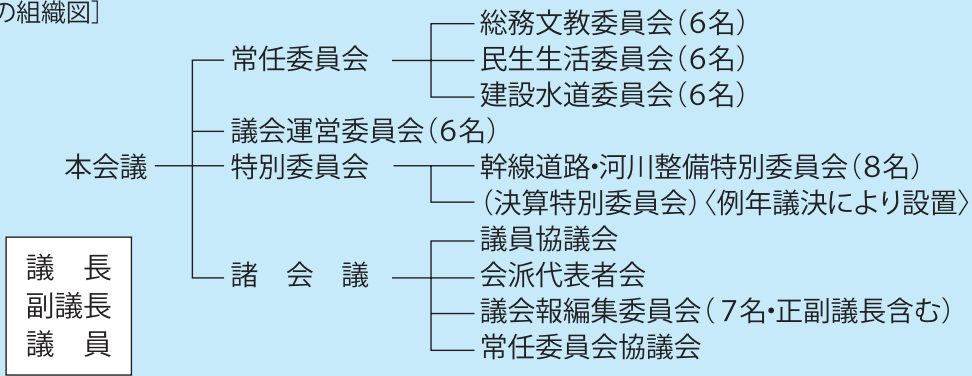 の組織図］
総務文教委員会（６名）
常任委員会
民生生活委員会（６名）
建設水道委員会（６名）
議会運営委員会（６名）
本会議
特別委員会
幹線道路・河川整備特別委員会（８名）
（決算特別委員会）〈例年議決により設置〉
議員協議会
諸　会　議
会派代表者会
議会報編集委員会（７名・正副議長含む）
常任委員会協議会
議　長
副議長
議　員